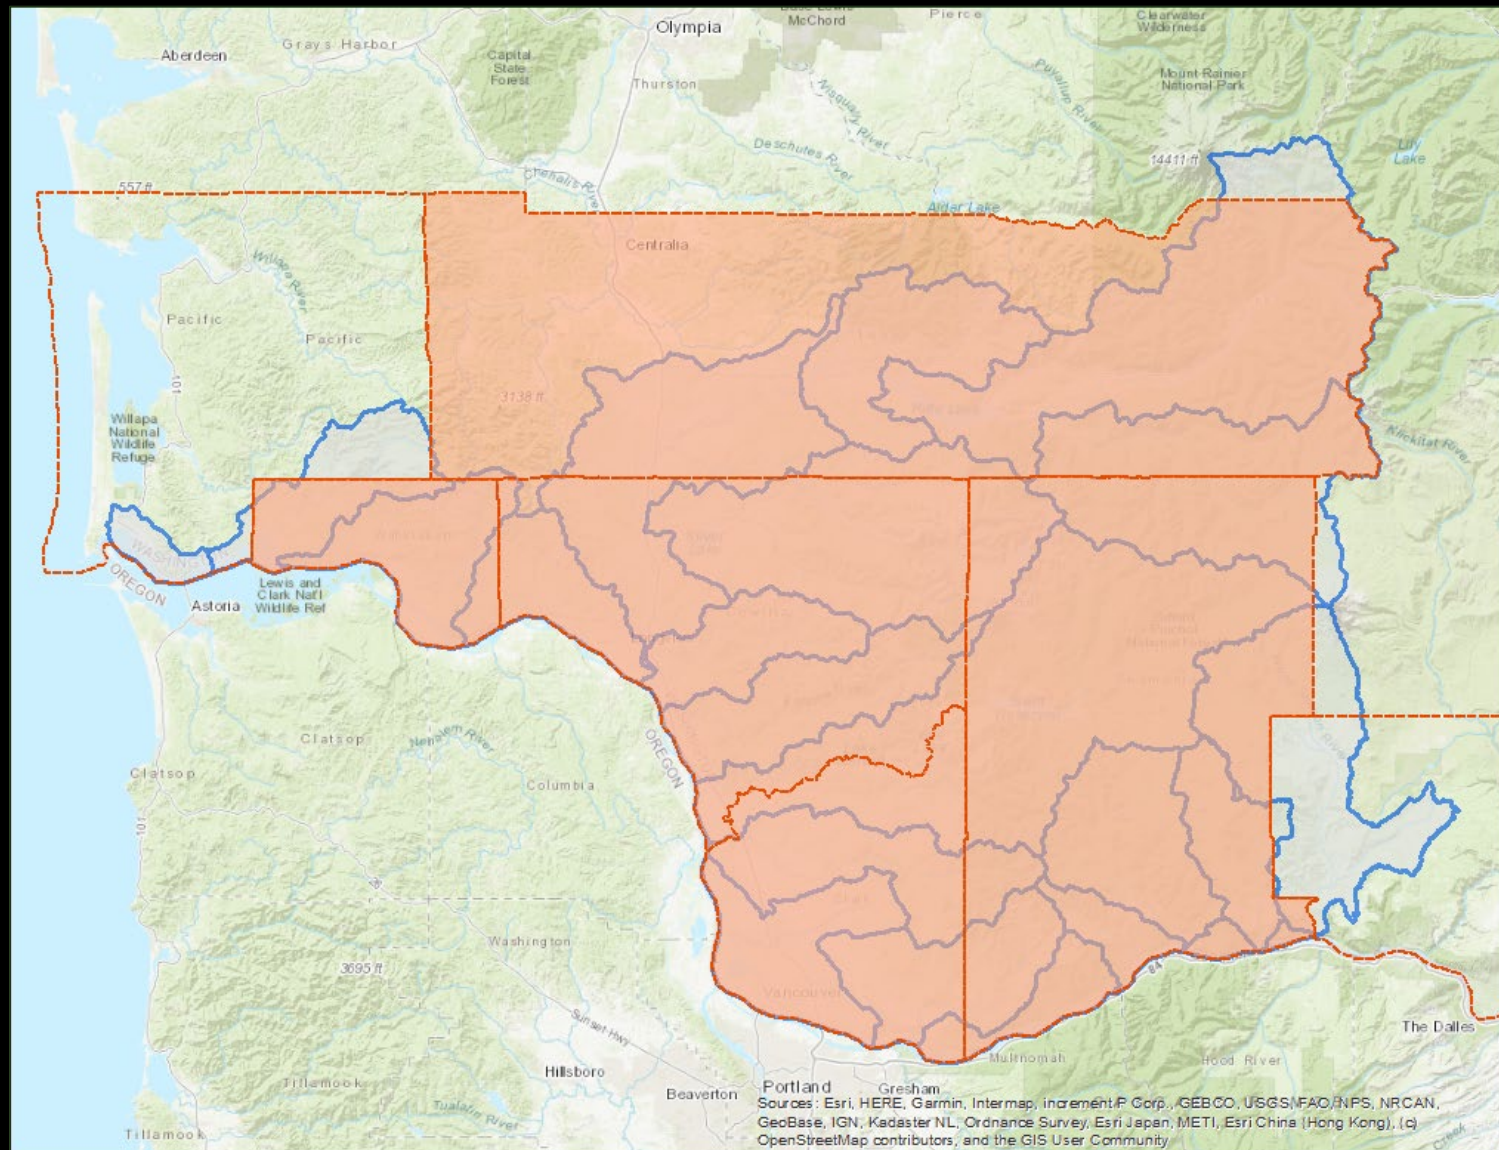 Olympia
McChord
Pierce
Clearwater
Wilderness
Aberdeen
Grays Harbor
Capital
State
Forest
Thurston
Nisqually River
Puyallup River
Mount Rainier
National Park
Deschutes River
14411 ft
Lily
Lake
557 ft
Chehalis River
Alder Lake
Centralia
Willapa River
Pacific
Pacific
101
3138 ft
Willapa
National
Wildlife
Refuge
Klickitat River
WASHINGTON
OREGON
Astoria
Lewis and
Clark Nat'l
Wildlife Ref
OREGON
Clatsop
Nehalem River
Clatsop
Columbia
101
26
Washington
3695 ft
Vancouver
84
Sunset Hwy
The Dalles
Hood River
Multnomah
Hillsboro
Tillamook
Beaverton
Portland
Gresham
Tualatin River
Tillamook
Creek
Sources: Esri, HERE, Garmin, Intermap, increment P Corp., GEBCO, USGS, FAO, NPS, NRCAN,
GeoBase, IGN, Kadaster NL, Ordnance Survey, Esri Japan, METI, Esri China (Hong Kong), (c)
OpenStreetMap contributors, and the GIS User Community